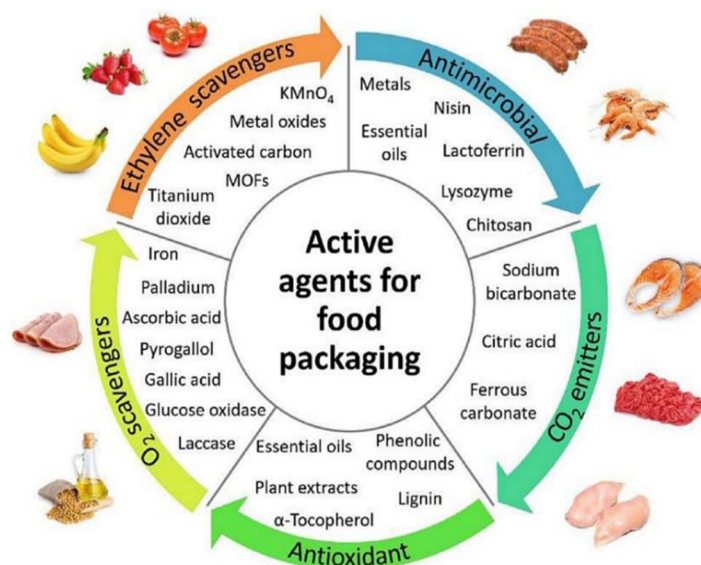 Active
agents for
food
packaging
Ethylene scavengers
KMnO₄
Metal oxides
Activated carbon
MOFs
Titanium
dioxide
Antimicrobial
Metals
Nisin
Essential
oils
Lactoferrin
Lysozyme
Chitosan
CO₂ emitters
Sodium
bicarbonate
Citric acid
Ferrous
carbonate
Antioxidant
Essential oils
Phenolic
compounds
Plant extracts
Lignin
α-Tocopherol
O₂ scavengers
Iron
Palladium
Ascorbic acid
Pyrogallol
Gallic acid
Glucose oxidase
Laccase